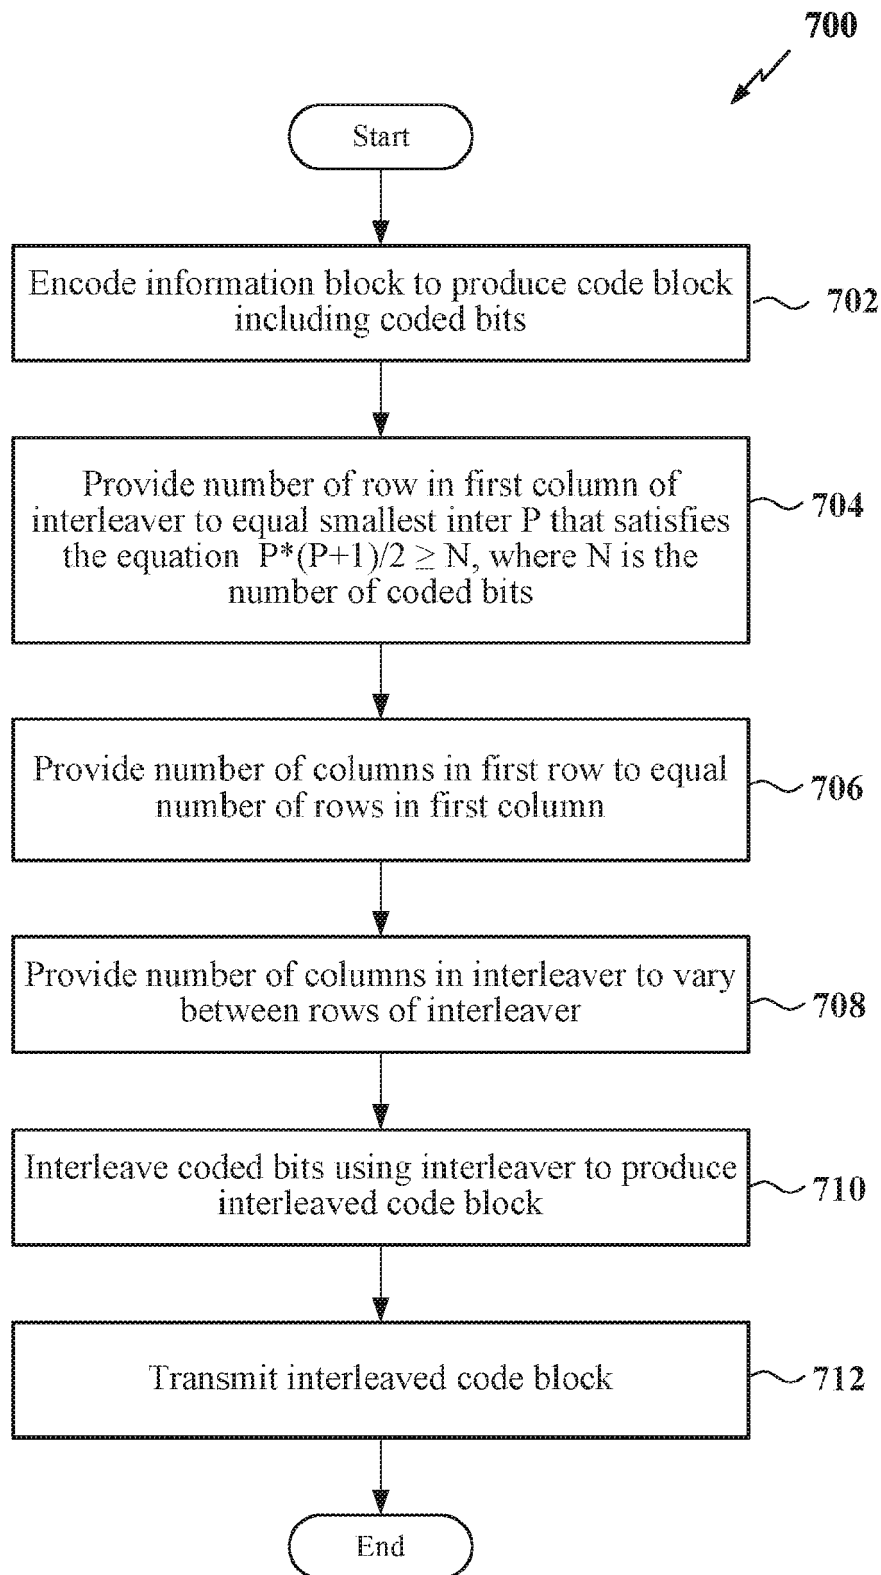 700
Start
Encode information block to produce code block
including coded bits
702
Provide number of row in first column of
interleaver to equal smallest inter P that satisfies
the equation P*(P+1)/2 ≥ N, where N is the
number of coded bits
704
Provide number of columns in first row to equal
number of rows in first column
706
Provide number of columns in interleaver to vary
between rows of interleaver
708
Interleave coded bits using interleaver to produce
interleaved code block
710
Transmit interleaved code block
712
End